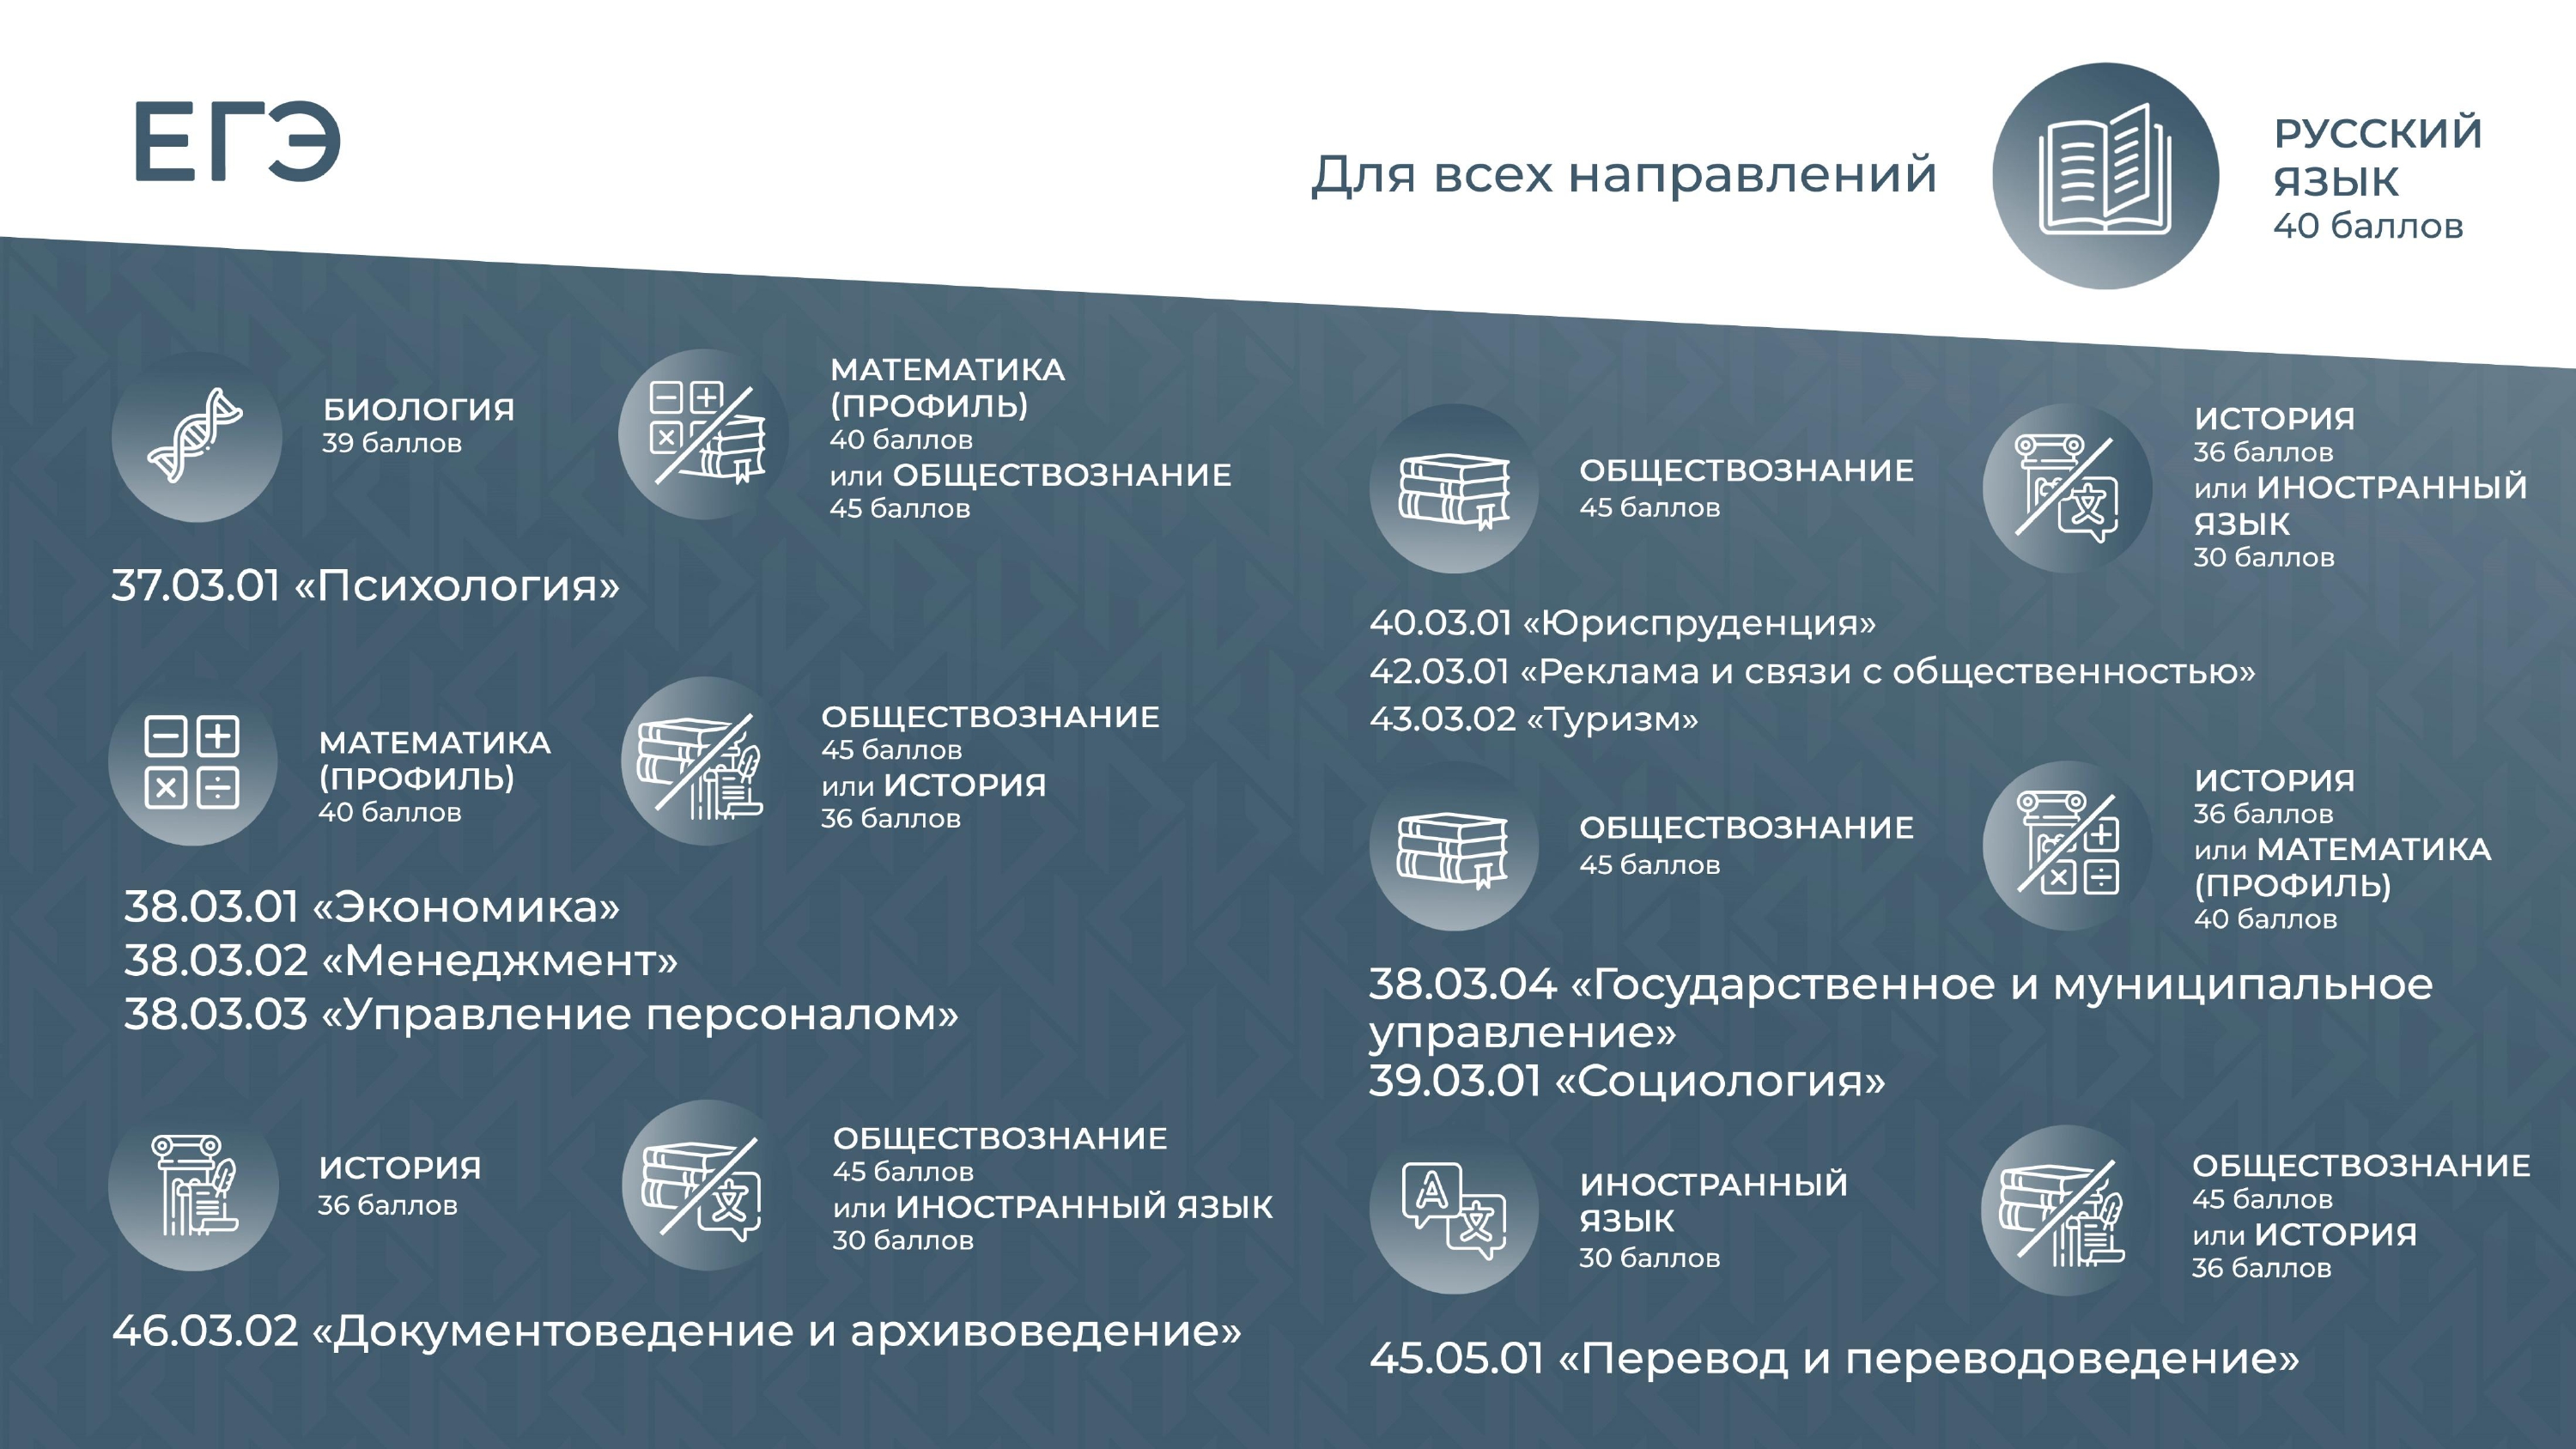 ЕГЭ
Для всех направлений
РУССКИЙ
ЯЗЫК
40 баллов
БИОЛОГИЯ
39 баллов
МАТЕМАТИКА
(ПРОФИЛЬ)
40 баллов
или ОБЩЕСТВОЗНАНИЕ
45 баллов
37.03.01 «Психология»
МАТЕМАТИКА
(ПРОФИЛЬ)
40 баллов
ОБЩЕСТВОЗНАНИЕ
45 баллов
или ИСТОРИЯ
36 баллов
38.03.01 «Экономика»
38.03.02 «Менеджмент»
38.03.03 «Управление персоналом»
ИСТОРИЯ
36 баллов
ОБЩЕСТВОЗНАНИЕ
45 баллов
или ИНОСТРАННЫЙ ЯЗЫК
30 баллов
46.03.02 «Документоведение и архивоведение»
ОБЩЕСТВОЗНАНИЕ
45 баллов
ИСТОРИЯ
36 баллов
или ИНОСТРАННЫЙ
ЯЗЫК
30 баллов
40.03.01 «Юриспруденция»
42.03.01 «Реклама и связи с общественностью»
43.03.02 «Туризм»
ОБЩЕСТВОЗНАНИЕ
45 баллов
ИСТОРИЯ
36 баллов
или МАТЕМАТИКА
(ПРОФИЛЬ)
40 баллов
38.03.04 «Государственное и муниципальное
управление»
39.03.01 «Социология»
A
文
ИНОСТРАННЫЙ
ЯЗЫК
30 баллов
ОБЩЕСТВОЗНАНИЕ
45 баллов
или ИСТОРИЯ
36 баллов
45.05.01 «Перевод и переводоведение»